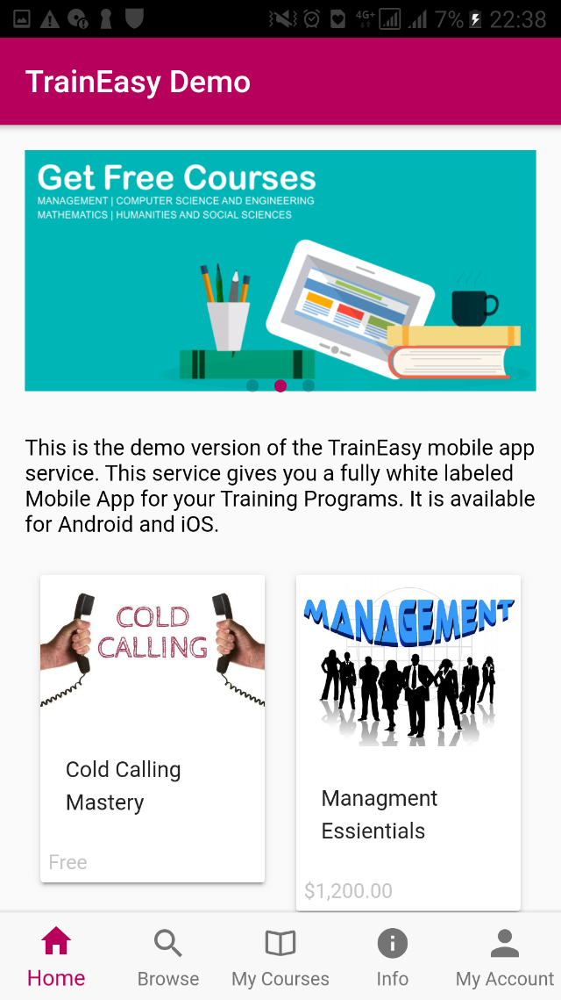 4G+ 7% 22:38
TrainEasy Demo
Get Free Courses
MANAGEMENT | COMPUTER SCIENCE AND ENGINEERING
MATHEMATICS | HUMANITIES AND SOCIAL SCIENCES
This is the demo version of the TrainEasy mobile app
service. This service gives you a fully white labeled
Mobile App for your Training Programs. It is available
for Android and iOS.
COLD
CALLING
Cold Calling
Mastery
Free
MANAGEMENT
Managment
Essientials
$1,200.00
Home Browse My Courses Info My Account